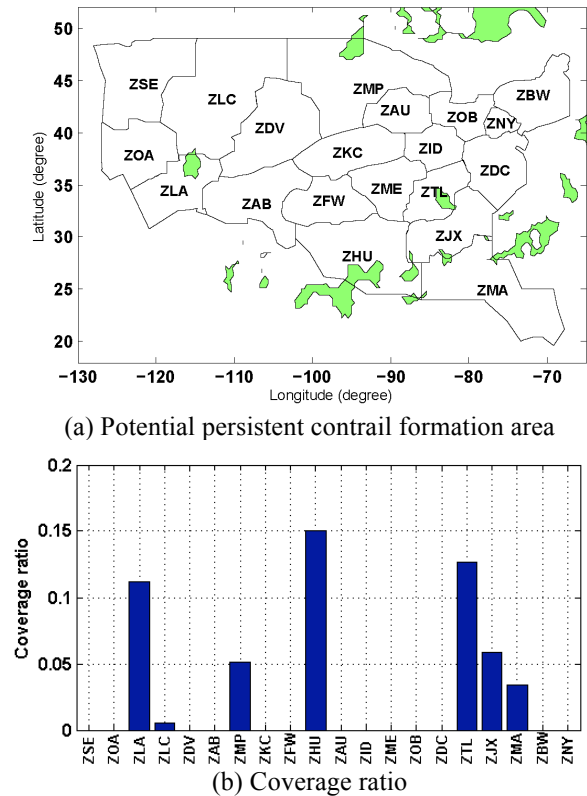 50
45
40
35
30
25
20
Latitude (degree)
ZSE
ZLC
ZMP
ZBW
ZAU
ZOB
ZNY
ZDV
ZOA
ZKC
ZID
ZDC
ZLA
ZAB
ZFW
ZME
ZTL
ZHU
ZJX
ZMA
−130 −120 −110 −100 −90 −80 −70
Longitude (degree)
(a) Potential persistent contrail formation area
0.2
0.15
0.1
0.05
0
Coverage ratio
ZSE ZOA ZLA ZLC ZDV ZAB ZMP ZKC ZFW ZHU ZAU ZID ZME ZOB ZDC ZTL ZJX ZMA ZBW ZNY
(b) Coverage ratio